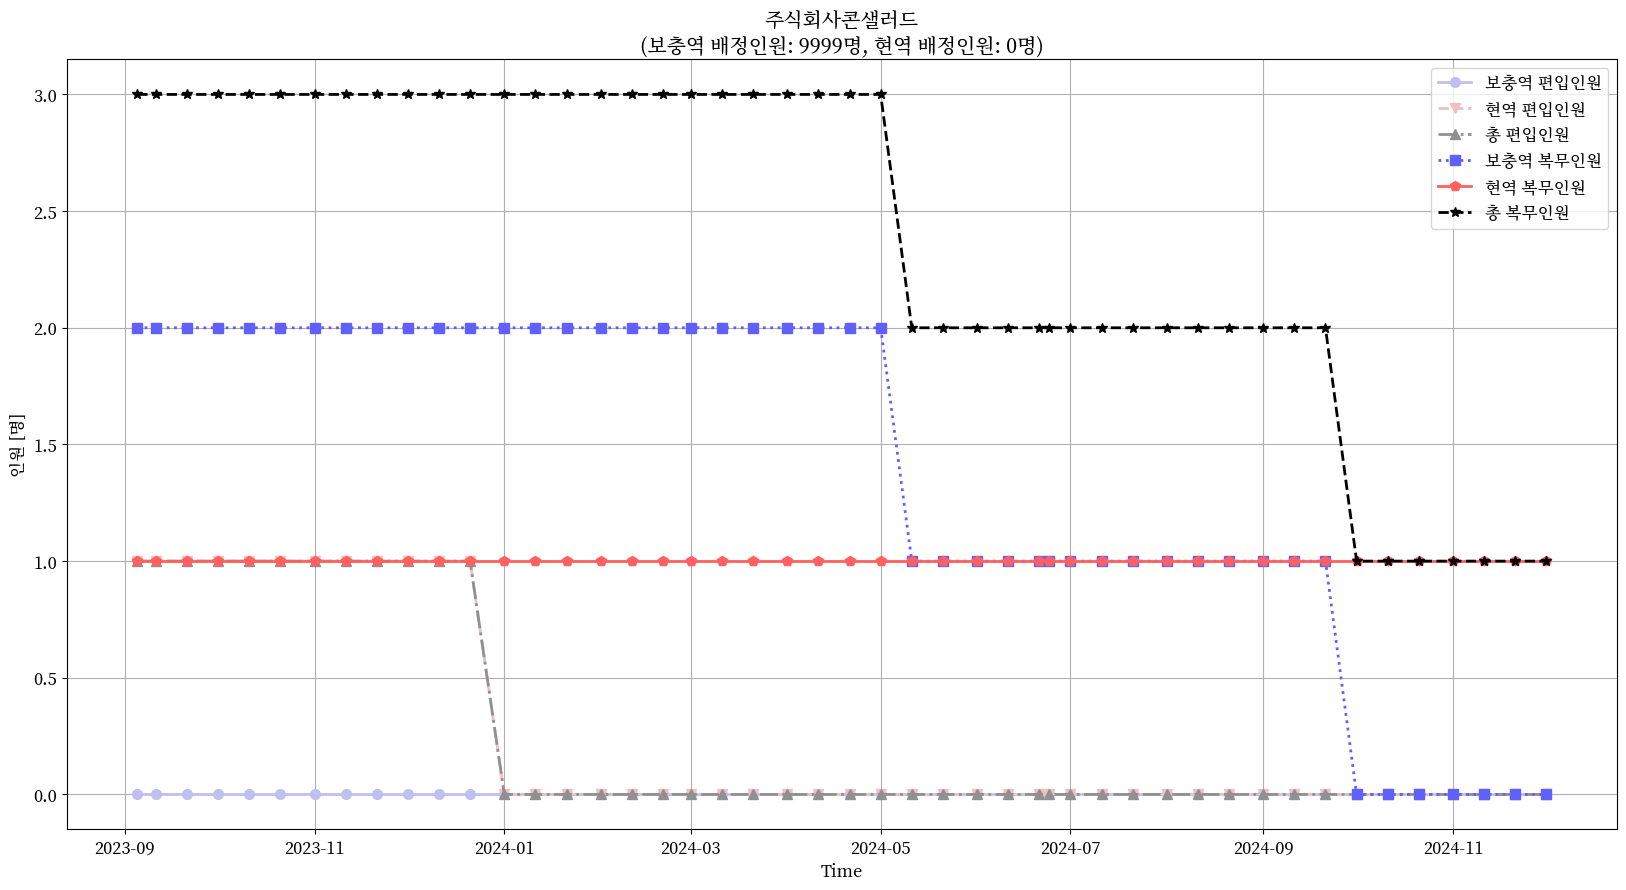 주식회사콘샐러드
(보충역 배정인원: 9999명, 현역 배정인원: 0명)
보충역 편입인원
현역 편입인원
총 편입인원
보충역 복무인원
현역 복무인원
총 복무인원
3.0
2.5
2.0
1.5
1.0
0.5
0.0
인원 [명]
2023-09
2023-11
2024-01
2024-03
2024-05
2024-07
2024-09
2024-11
Time